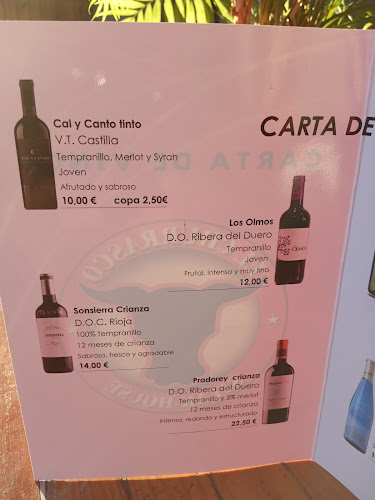 CARTA DE
Cal y Canto tinto
V.T. Castilla
Tempranillo, Merlot y Syrah
Joven
Afrutado y sabroso
10,00 € copa 2,50€
Los Olmos
D.O. Ribera del Duero
Tempranillo
Joven
Frutal, intenso y muy fino
12,00 €
Sonsierra Crianza
D.O.C. Rioja
100% tempranillo
12 meses de crianza
Sabroso, fresco y agradable
14,00 €
Pradorey crianza
D.O. Ribera del Duero
Tempranillo y 5% merlot
12 meses de crianza
Intenso, redondo y estructurado
22,50 €